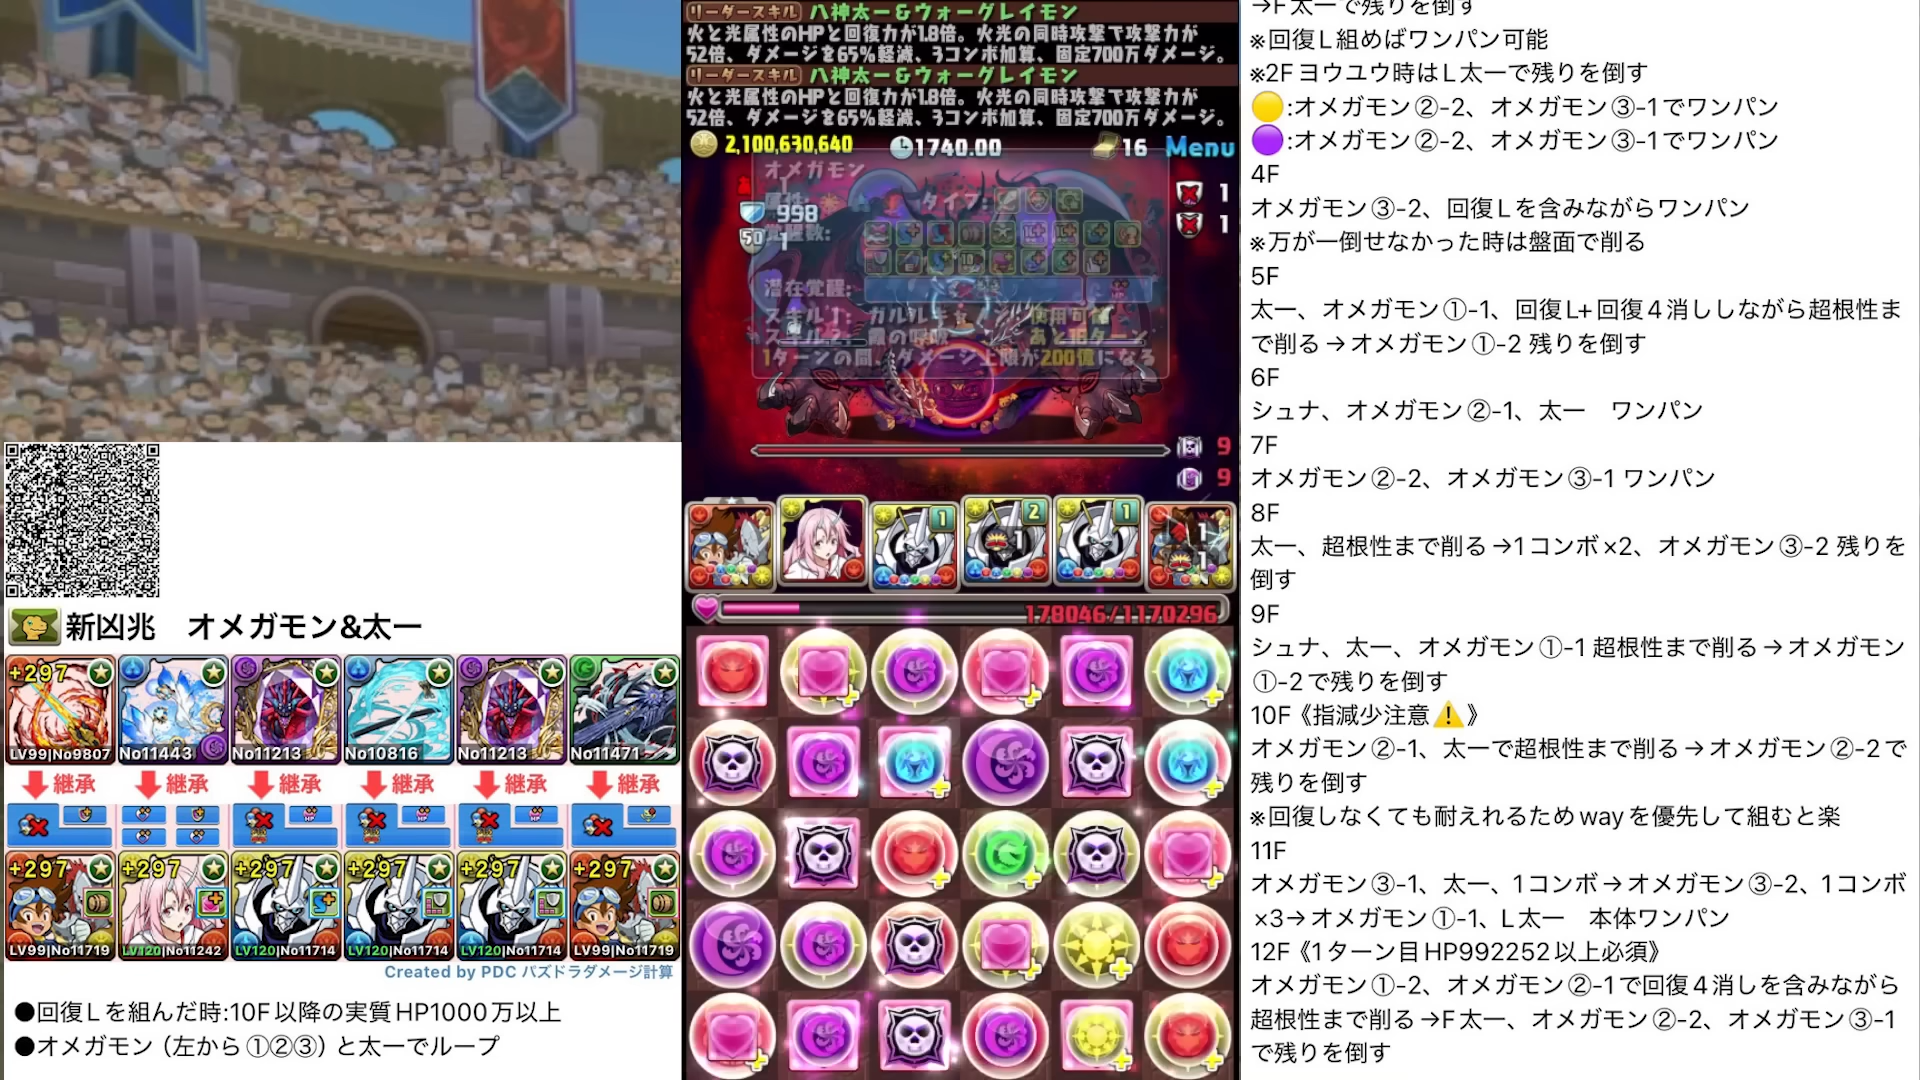 新凶兆　オメガモン&太一
+297
LV99|No9807
No11443
No11213
No10816
No11213
No11471
継承
継承
継承
継承
継承
継承
+297
+297
+297
+297
+297
+297
LV99|No11719
LV120|No11242
LV120|No11714
LV120|No11714
LV120|No11714
LV99|No11719
Created by PDC パズドラダメージ計算
●回復L を組んだ時:10F以降の実質HP1000万以上
●オメガモン（左から①②③）と太一でループ
リーダースキル 八神太一&ウォーグレイモン
火と光属性のHPと回復力が1.8倍。火光の同時攻撃で攻撃力が
52倍、ダメージを65%軽減、3コンボ加算、固定700万ダメージ。
リーダースキル 八神太一&ウォーグレイモン
火と光属性のHPと回復力が1.8倍。火光の同時攻撃で攻撃力が
52倍、ダメージを65%軽減、3コンボ加算、固定700万ダメージ。
2,100,630,640
1740.00
16
Menu
オメガモン
1
属性:
タイプ:
998
覚醒数:
50
1
1
1
潜在覚醒:
1ターンの間、ダメージ上限が200億になる
9
9
1
2
1
1
1
1
178046/1170296
→F太一で残りを倒す
※回復L組めばワンパン可能
※2Fヨウユウ時はL太一で残りを倒す
:オメガモン②-2、オメガモン③-1でワンパン
:オメガモン②-2、オメガモン③-1でワンパン
4F
オメガモン③-2、回復Lを含みながらワンパン
※万が一倒せなかった時は盤面で削る
5F
太一、オメガモン①-1、回復L+回復４消ししながら超根性ま
で削る→オメガモン①-2 残りを倒す
6F
シュナ、オメガモン②-1、太一　ワンパン
7F
オメガモン②-2、オメガモン③-1 ワンパン
8F
太一、超根性まで削る→1コンボ×2、オメガモン③-2 残りを
倒す
9F
シュナ、太一、オメガモン①-1 超根性まで削る→オメガモン
①-2で残りを倒す
10F《指減少注意⚠️》
オメガモン②-1、太一で超根性まで削る→オメガモン②-2で
残りを倒す
※回復しなくても耐えれるためwayを優先して組むと楽
11F
オメガモン③-1、太一、1コンボ→オメガモン③-2、1コンボ
×3→オメガモン①-1、L太一　本体ワンパン
12F《1ターン目HP992252以上必須》
オメガモン①-2、オメガモン②-1で回復４消しを含みながら
超根性まで削る→F太一、オメガモン②-2、オメガモン③-1
で残りを倒す